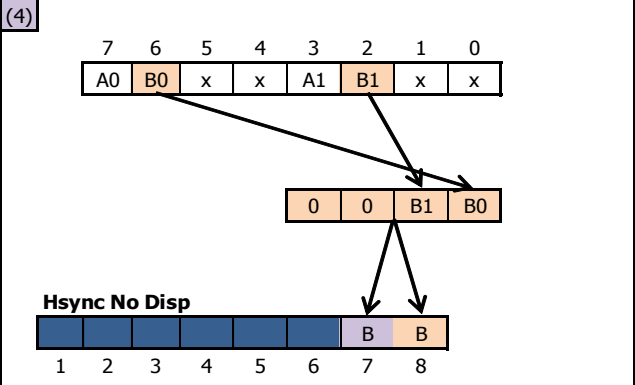 (4)
7 6 5 4 3 2 1 0
A0 B0 x x A1 B1 x x
0 0 B1 B0
Hsync No Disp
B B
1 2 3 4 5 6 7 8